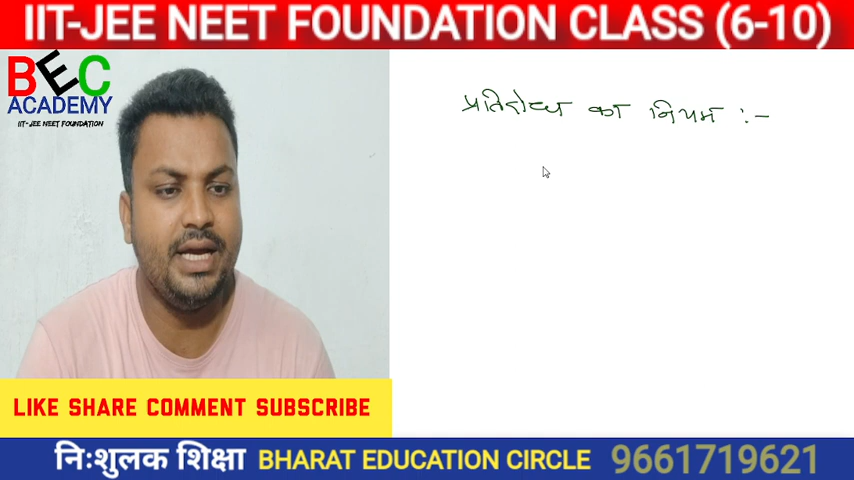 IIT-JEE NEET FOUNDATION CLASS (6-10)
BEC
ACADEMY
IIT-JEE NEET FOUNDATION
प्रतिरोध का नियम :-
LIKE SHARE COMMENT SUBSCRIBE
निःशुलक शिक्षा BHARAT EDUCATION CIRCLE 9661719621